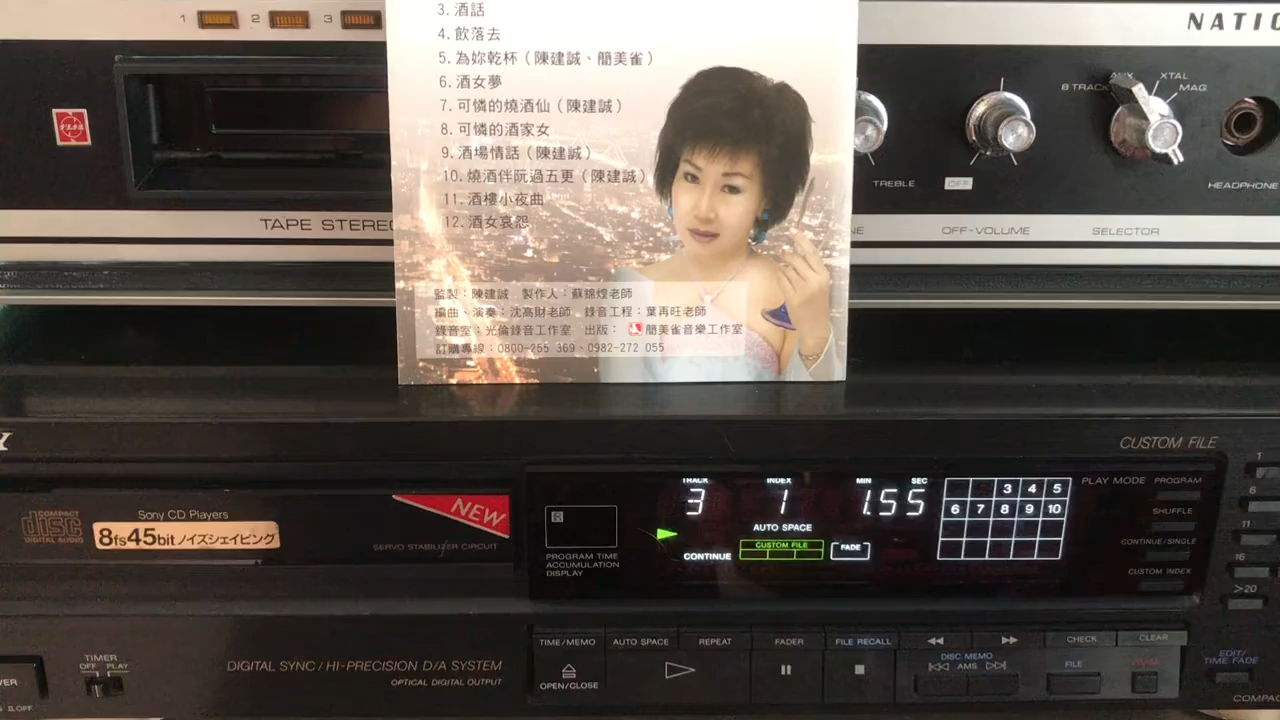 1 2 3
NATIC
3.酒話
4.飲落去
5.為妳乾杯（陳建誠、簡美雀）
6.酒女夢
7.可憐的燒酒仙（陳建誠）
8.可憐的酒家女
9.酒場情話（陳建誠）
10.燒酒伴阮過五更（陳建誠）
11.酒樓小夜曲
12.酒女哀怨
監製：陳建誠 製作人：蘇錦煌老師
編曲、演奏：沈高財老師 錄音工程：葉再旺老師
錄音室：光倫錄音工作室 出版：簡美雀音樂工作室
訂購專線：0800-255 369、0982-272 055
TAPE STEREO
8 TRACK AUX XTAL MAG.
TREBLE OFF HEADPHONE
OFF-VOLUME SELECTOR
CUSTOM FILE
COMPACT disc DIGITAL AUDIO
Sony CD Players
8fs45bitノイズシェイピング
NEW
SERVO STABILIZER CIRCUIT
R
PROGRAM TIME
ACCUMULATION
DISPLAY
TRACK INDEX MIN SEC
3 1 1.55
AUTO SPACE
CONTINUE CUSTOM FILE FADE
3 4 5
6 7 8 9 10
PLAY MODE PROGRAM
SHUFFLE
CONTINUE/SINGLE
CUSTOM INDEX
1
6
11
16
>20
TIMER
OFF PLAY
DIGITAL SYNC / HI-PRECISION D/A SYSTEM
OPTICAL DIGITAL OUTPUT
TIME/MEMO AUTO SPACE REPEAT FADER FILE RECALL CHECK CLEAR
OPEN/CLOSE
DISC MEMO
AMS
FILE
EDIT/
TIME FADE
COMPAC